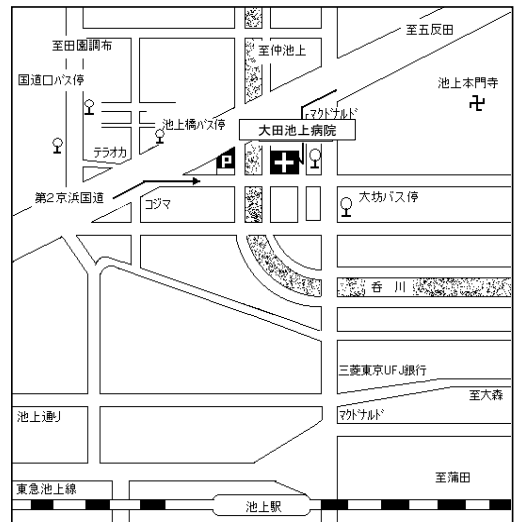 至五反田
至田園調布
至仲池上
国道口バス停
池上本門寺
マクドナルド
池上橋バス停
大田池上病院
テラオカ
P
第2京浜国道
コジマ
大坊バス停
呑 川
三菱東京UFJ銀行
至大森
池上通り
マクドナルド
至蒲田
東急池上線
池上駅